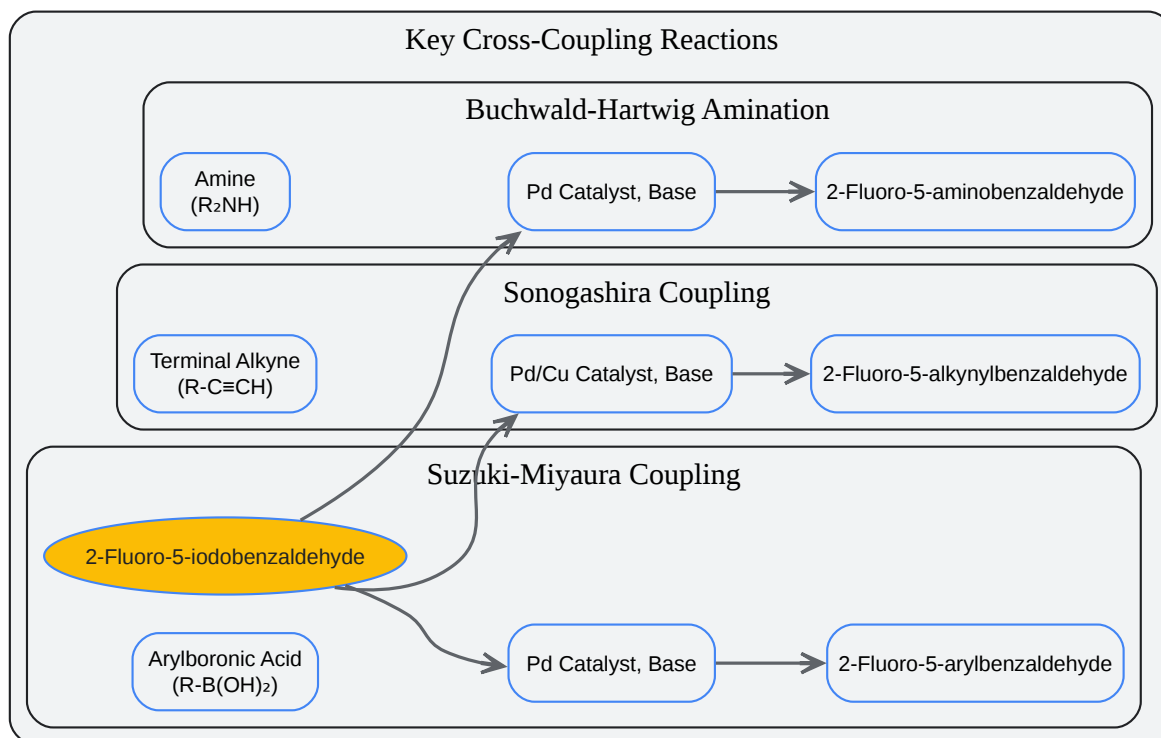 Key Cross-Coupling Reactions
Buchwald-Hartwig Amination
Amine
(R₂NH)
Pd Catalyst, Base
2-Fluoro-5-aminobenzaldehyde
Sonogashira Coupling
Terminal Alkyne
(R-C≡CH)
Pd/Cu Catalyst, Base
2-Fluoro-5-alkynylbenzaldehyde
Suzuki-Miyaura Coupling
2-Fluoro-5-iodobenzaldehyde
Arylboronic Acid
(R-B(OH)₂)
Pd Catalyst, Base
2-Fluoro-5-arylbenzaldehyde